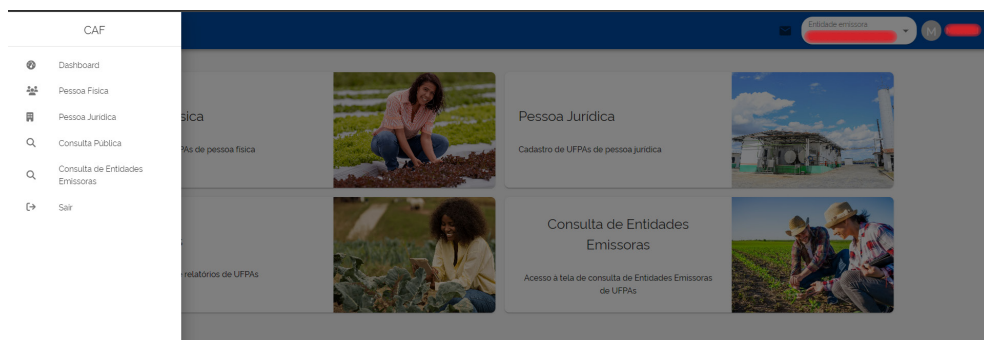 CAF
Dashboard
Pessoa Física
Pessoa Jurídica
Consulta Pública
Consulta de Entidades
Emissoras
Sair
Entidade emissora
M
sica
PAs de pessoa física
Pessoa Jurídica
Cadastro de UFPAs de pessoa jurídica
s
relatórios de UFPAs
Consulta de Entidades
Emissoras
Acesso à tela de consulta de Entidades Emissoras
de UFPAs